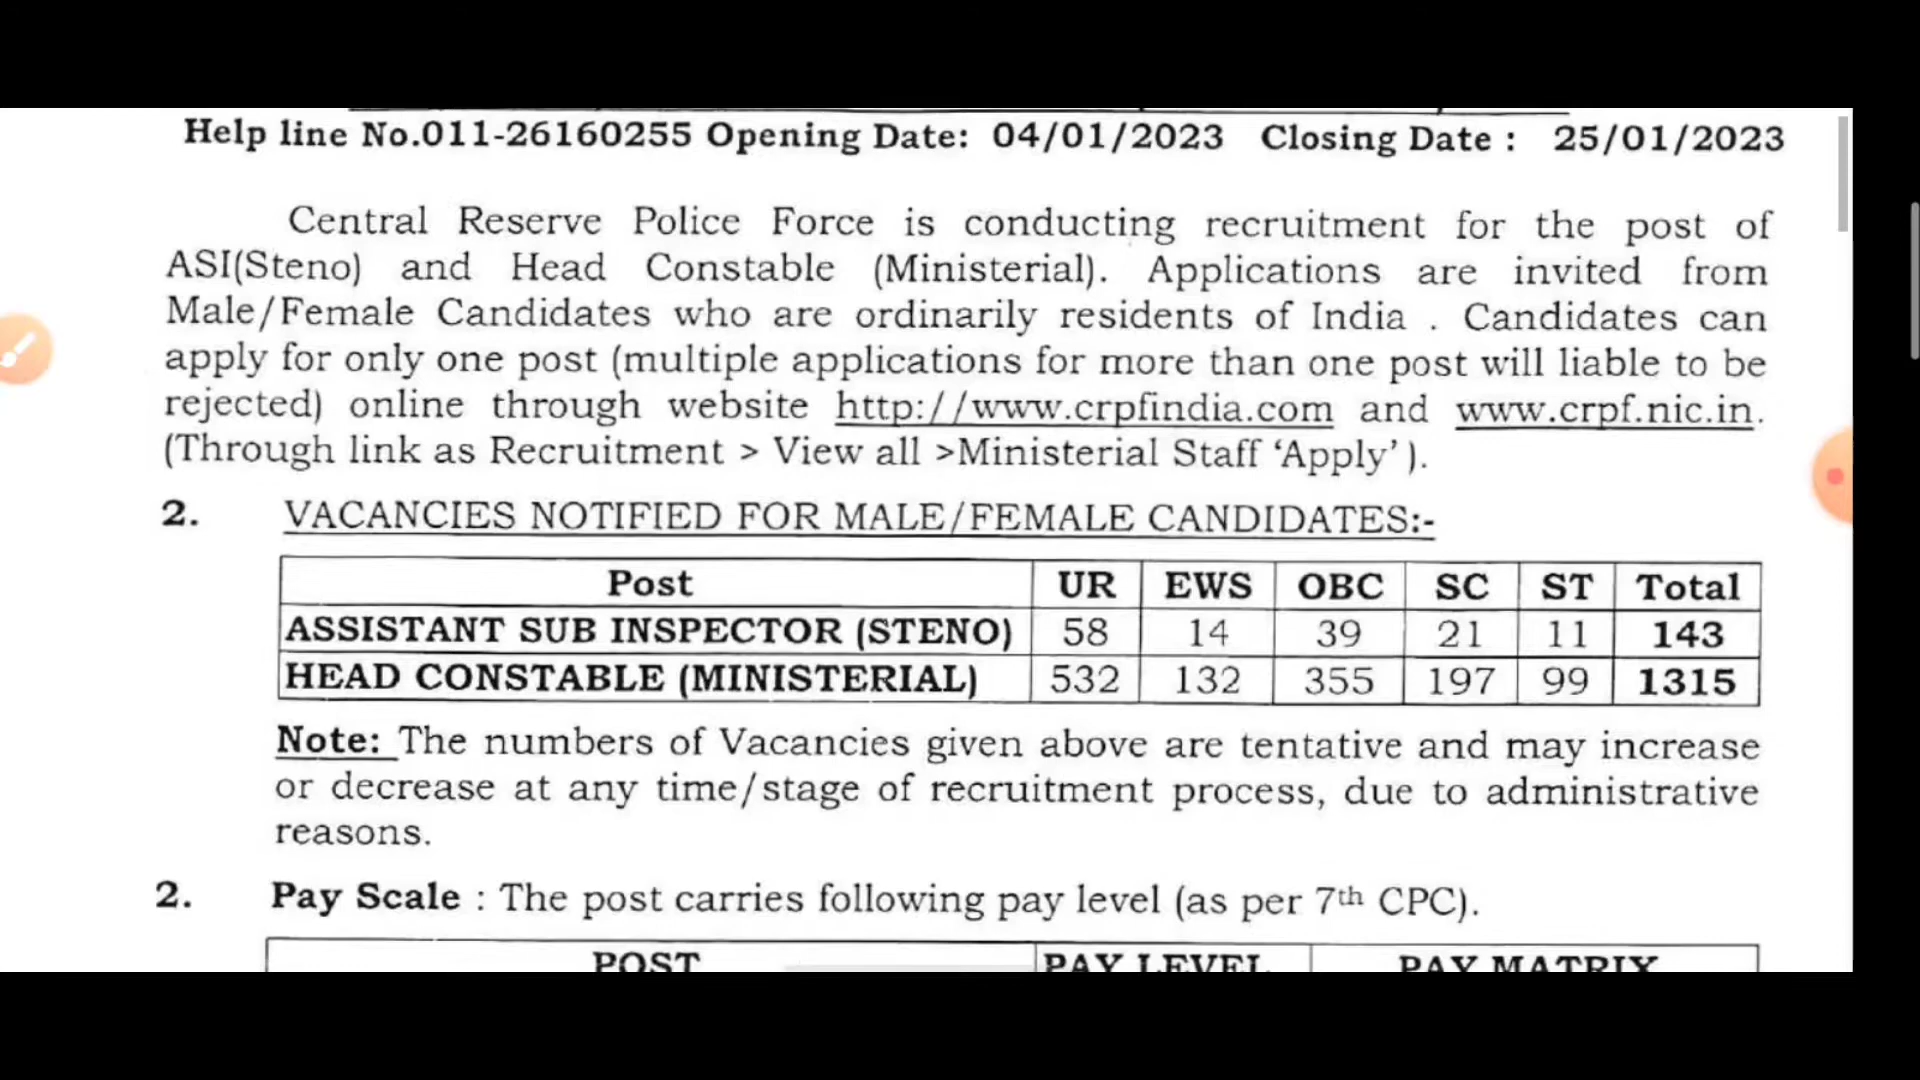 Help line No.011-26160255 Opening Date: 04/01/2023 Closing Date : 25/01/2023
Central Reserve Police Force is conducting recruitment for the post of
ASI(Steno) and Head Constable (Ministerial). Applications are invited from
Male/Female Candidates who are ordinarily residents of India . Candidates can
apply for only one post (multiple applications for more than one post will liable to be
rejected) online through website http://www.crpfindia.com and www.crpf.nic.in.
(Through link as Recruitment > View all >Ministerial Staff ‘Apply’ ).
2. VACANCIES NOTIFIED FOR MALE/FEMALE CANDIDATES:-
Post UR EWS OBC SC ST Total
ASSISTANT SUB INSPECTOR (STENO) 58 14 39 21 11 143
HEAD CONSTABLE (MINISTERIAL) 532 132 355 197 99 1315
Note: The numbers of Vacancies given above are tentative and may increase
or decrease at any time/stage of recruitment process, due to administrative
reasons.
2. Pay Scale : The post carries following pay level (as per 7th CPC).
POST PAY LEVEL PAY MATRIX